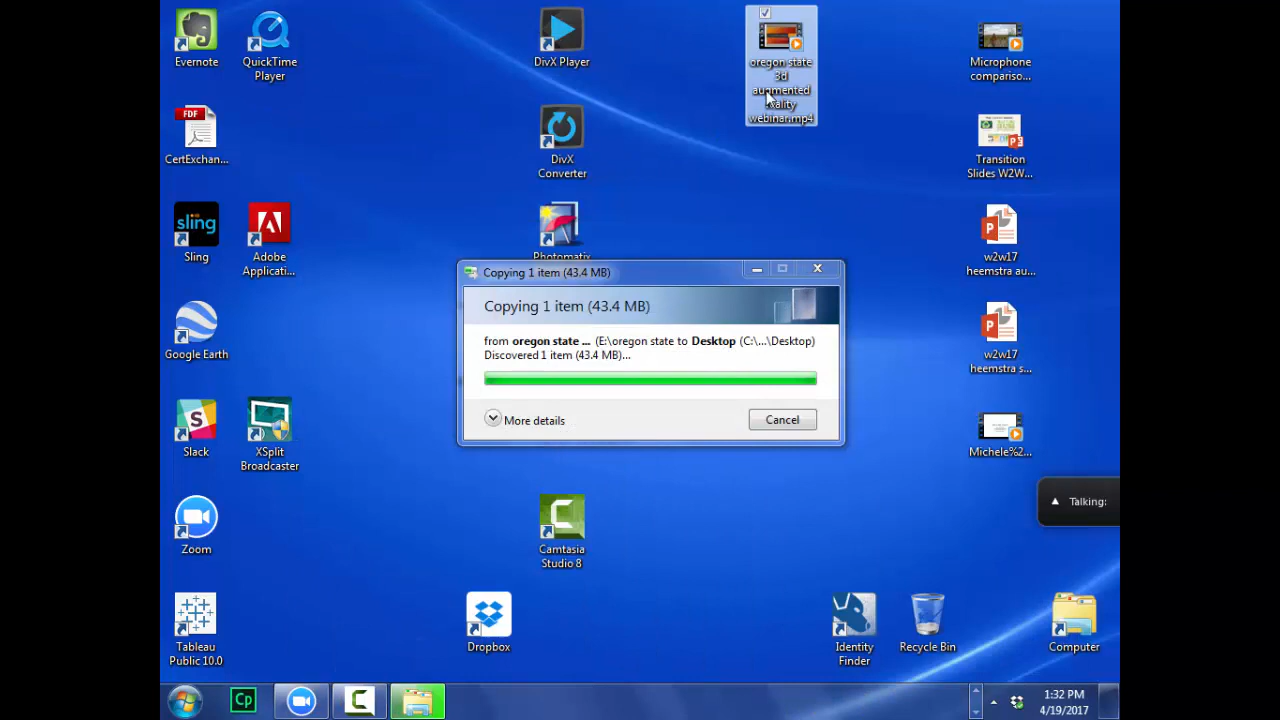 Evernote
QuickTime
Player
DivX Player
oregon state
3d
augmented
webinar.mp4
Microphone
compariso...
PDF
CertExchan...
DivX
Converter
Transition
Slides W2W...
sling
Sling
Adobe
Applicati...
Photomatix
w2w17
heemstra au...
Copying 1 item (43.4 MB)
Copying 1 item (43.4 MB)
from oregon state ... (E:\oregon state to Desktop (C:\...\Desktop)
Discovered 1 item (43.4 MB)...
More details
Cancel
Google Earth
w2w17
heemstra s...
S
Slack
XSplit
Broadcaster
Michele%2...
Talking:
Zoom
Camtasia
Studio 8
Tableau
Public 10.0
Dropbox
Identity
Finder
Recycle Bin
Computer
Cp
1:32 PM
4/19/2017